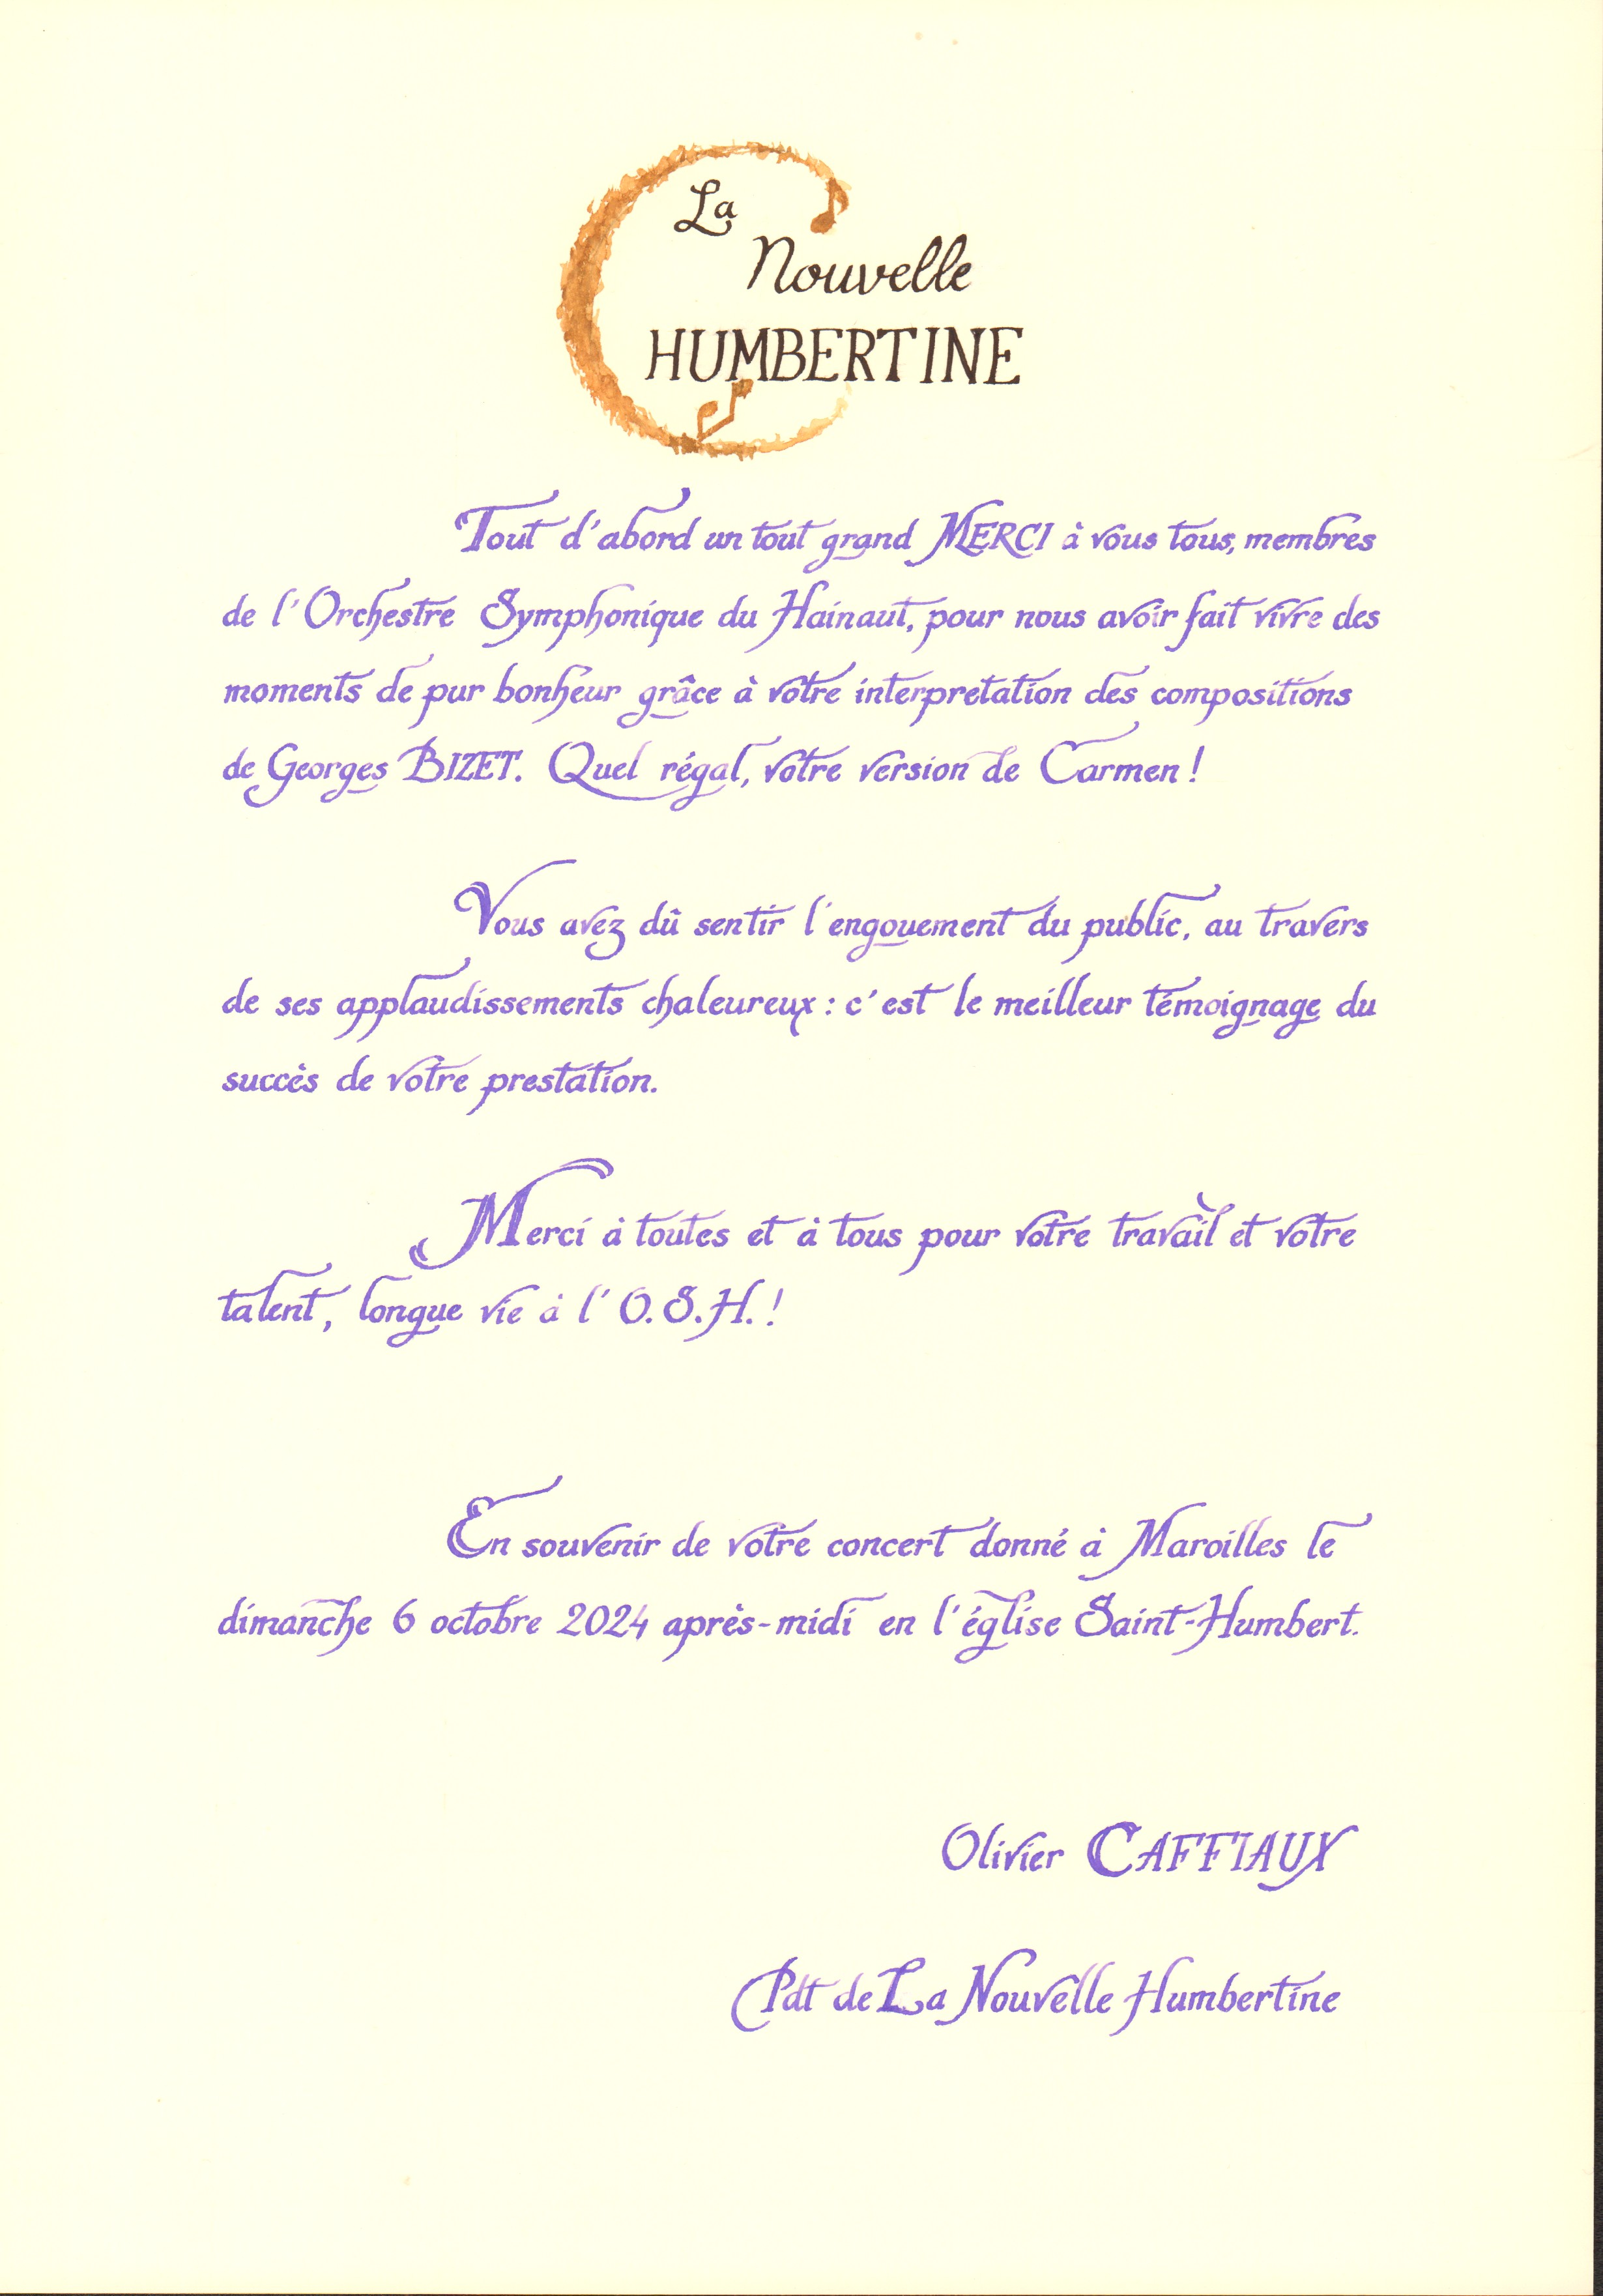 La
Nouvelle
HUMBERTINE
Tout d'abord un tout grand MERCI à vous tous, membres
de l'Orchestre Symphonique du Hainaut, pour nous avoir fait vivre des
moments de pur bonheur grâce à votre interpretation des compositions
de Georges BIZET. Quel régal, votre version de Carmen !
Vous avez dû sentir l'engouement du public, au travers
de ses applaudissements chaleureux : c'est le meilleur témoignage du
succès de votre prestation.
Merci à toutes et à tous pour votre travail et votre
talent, longue vie à l'O.S.H. !
En souvenir de votre concert donné à Maroilles le
dimanche 6 octobre 2024 après-midi en l'église Saint-Humbert.
Olivier CAFFIAUX
Pdt de La Nouvelle Humbertine